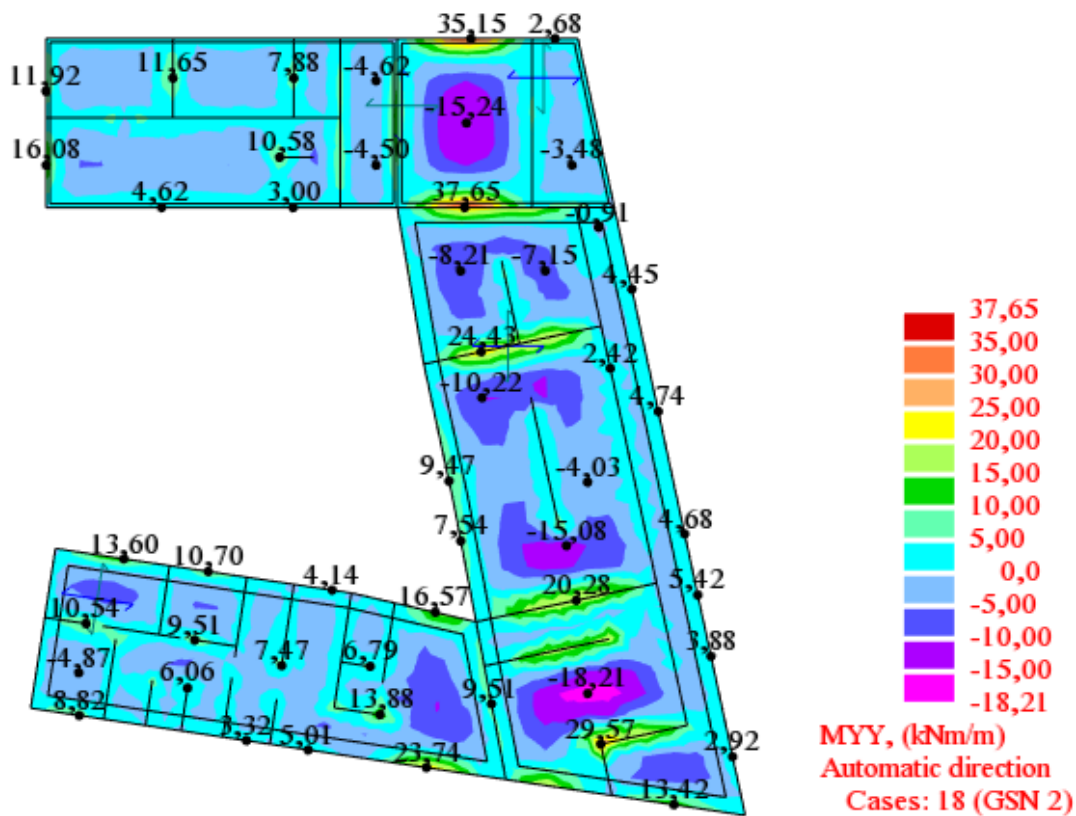 35,15 2,68
11,92 11,65 7,88 -4,62
-15,24
16,08 10,58 -4,50 -3,48
4,62 3,00 37,65
-0,91
-8,21 -7,15 4,45
24,43 2,42
-10,22 4,74
9,47 -4,03
7,54 -15,08 4,68
13,60 10,70 4,14 16,57 20,28 5,42
10,54 9,51 7,47 6,79 3,88
-4,87 6,06 13,88 9,51 -18,21
8,82 3,32 5,01 23,74 29,57 2,92
13,42
37,65
35,00
30,00
25,00
20,00
15,00
10,00
5,00
0,0
-5,00
-10,00
-15,00
-18,21
MYY, (kNm/m)
Automatic direction
Cases: 18 (GSN 2)